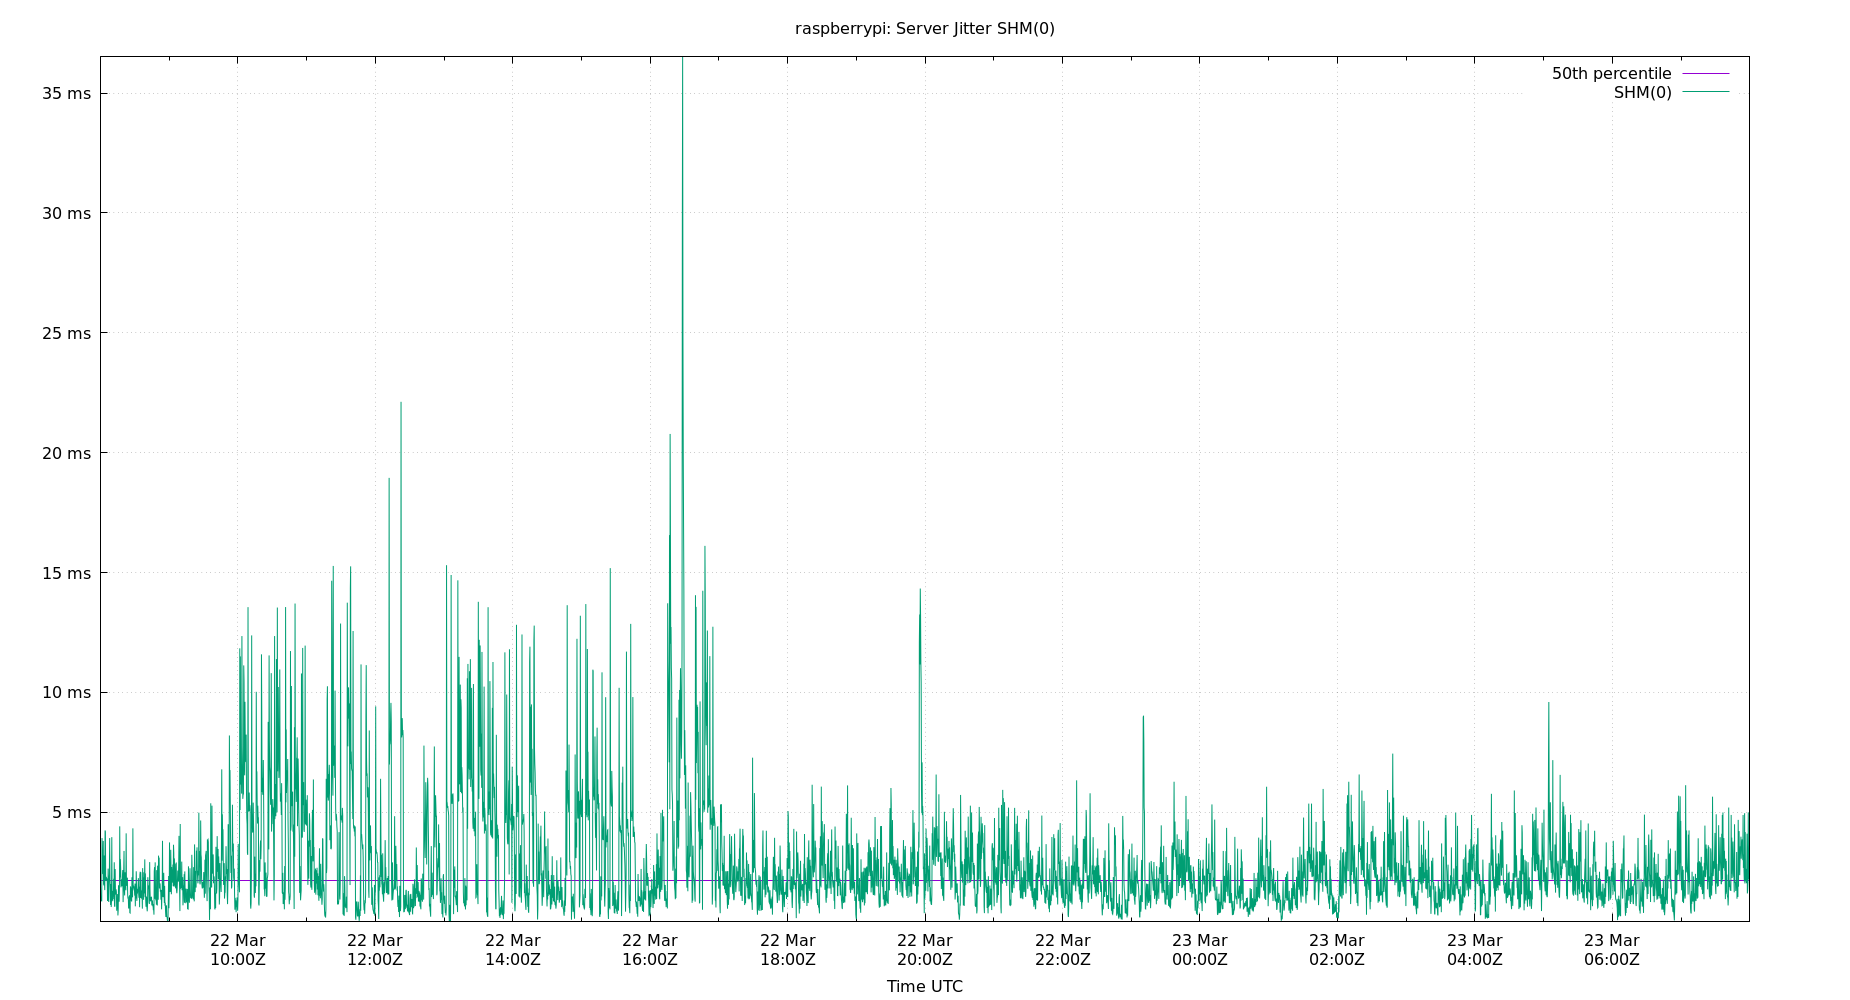 raspberrypi: Server Jitter SHM(0)
50th percentile
SHM(0)
35 ms
30 ms
25 ms
20 ms
15 ms
10 ms
5 ms
22 Mar 22 Mar 22 Mar 22 Mar 22 Mar 22 Mar 22 Mar 23 Mar 23 Mar 23 Mar 23 Mar
10:00Z 12:00Z 14:00Z 16:00Z 18:00Z 20:00Z 22:00Z 00:00Z 02:00Z 04:00Z 06:00Z
Time UTC